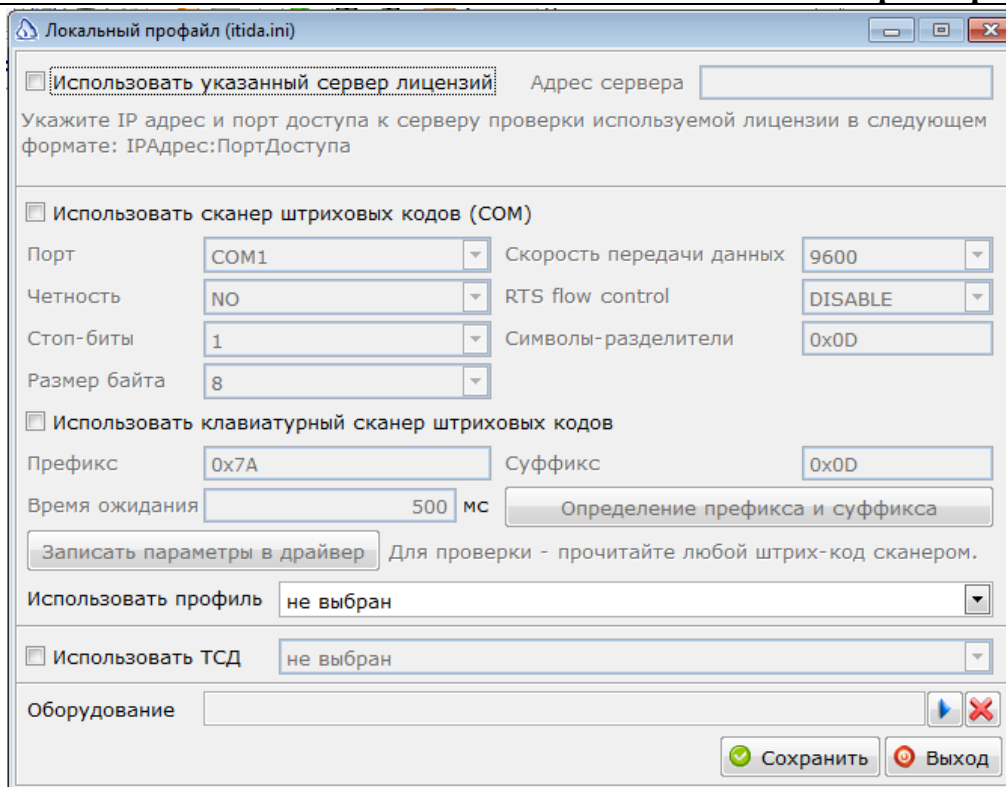 Локальный профайл (itida.ini)
Использовать указанный сервер лицензий Адрес сервера
Укажите IP адрес и порт доступа к серверу проверки используемой лицензии в следующем
формате: IPАдрес:ПортДоступа
Использовать сканер штриховых кодов (COM)
Порт COM1 Скорость передачи данных 9600
Четность NO RTS flow control DISABLE
Стоп-биты 1 Символы-разделители 0x0D
Размер байта 8
Использовать клавиатурный сканер штриховых кодов
Префикс 0x7A Суффикс 0x0D
Время ожидания 500 мс Определение префикса и суффикса
Записать параметры в драйвер Для проверки - прочитайте любой штрих-код сканером.
Использовать профиль не выбран
Использовать ТСД не выбран
Оборудование
Сохранить Выход